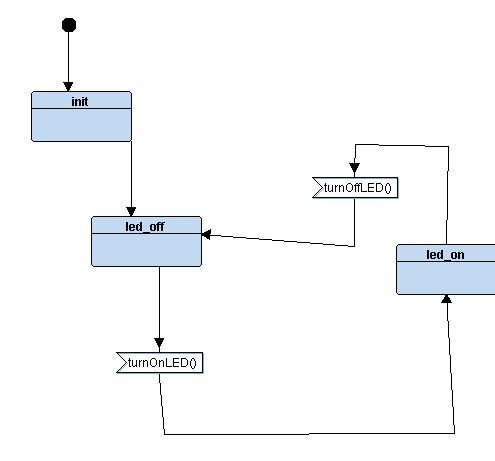 init
turnOffLED()
led_off
led_on
turnOnLED()